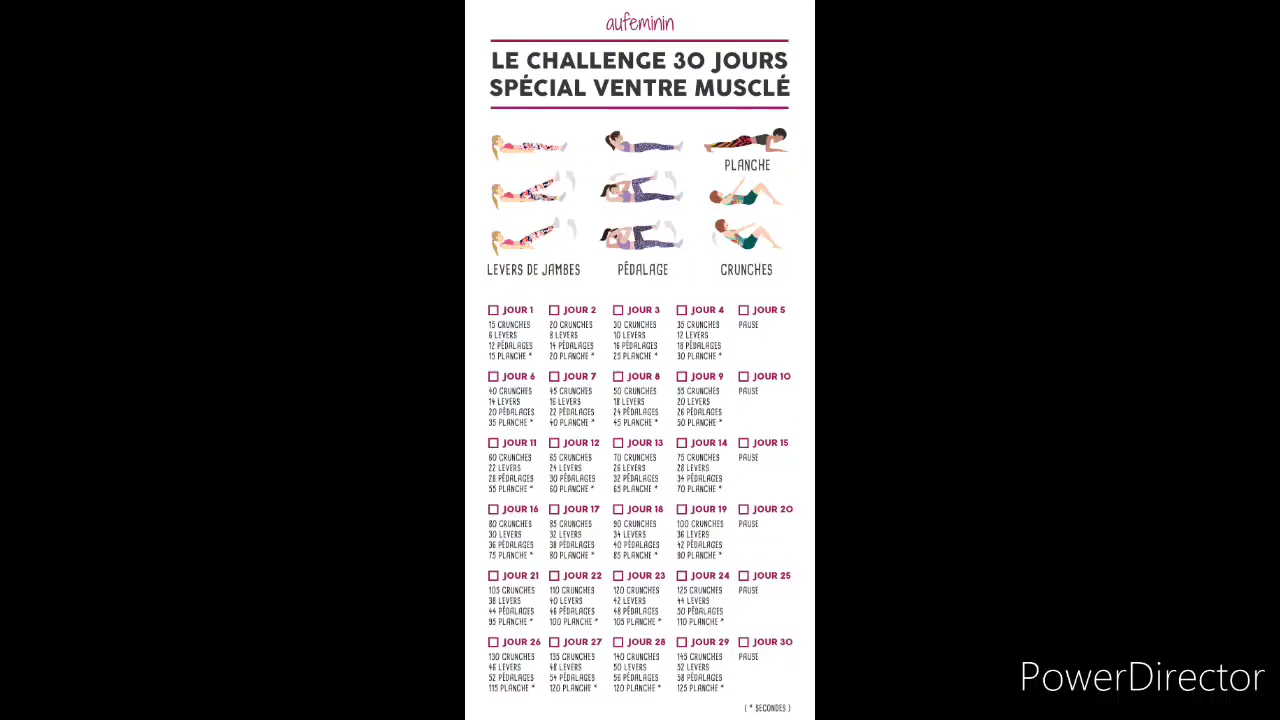 aufeminin
LE CHALLENGE 30 JOURS
SPÉCIAL VENTRE MUSCLÉ
PLANCHE
LEVERS DE JAMBES
PÉDALAGE
CRUNCHES
JOUR 1
15 CRUNCHES
6 LEVERS
12 PÉDALAGES
15 PLANCHE *
JOUR 2
20 CRUNCHES
8 LEVERS
14 PÉDALAGES
20 PLANCHE *
JOUR 3
30 CRUNCHES
10 LEVERS
16 PÉDALAGES
25 PLANCHE *
JOUR 4
35 CRUNCHES
12 LEVERS
18 PÉDALAGES
30 PLANCHE *
JOUR 5
PAUSE
JOUR 6
40 CRUNCHES
14 LEVERS
20 PÉDALAGES
35 PLANCHE *
JOUR 7
45 CRUNCHES
16 LEVERS
22 PÉDALAGES
40 PLANCHE *
JOUR 8
50 CRUNCHES
18 LEVERS
24 PÉDALAGES
45 PLANCHE *
JOUR 9
55 CRUNCHES
20 LEVERS
26 PÉDALAGES
50 PLANCHE *
JOUR 10
PAUSE
JOUR 11
60 CRUNCHES
22 LEVERS
28 PÉDALAGES
55 PLANCHE *
JOUR 12
65 CRUNCHES
24 LEVERS
30 PÉDALAGES
60 PLANCHE *
JOUR 13
70 CRUNCHES
26 LEVERS
32 PÉDALAGES
65 PLANCHE *
JOUR 14
75 CRUNCHES
28 LEVERS
34 PÉDALAGES
70 PLANCHE *
JOUR 15
PAUSE
JOUR 16
80 CRUNCHES
30 LEVERS
36 PÉDALAGES
75 PLANCHE *
JOUR 17
85 CRUNCHES
32 LEVERS
38 PÉDALAGES
80 PLANCHE *
JOUR 18
90 CRUNCHES
34 LEVERS
40 PÉDALAGES
85 PLANCHE *
JOUR 19
100 CRUNCHES
36 LEVERS
42 PÉDALAGES
90 PLANCHE *
JOUR 20
PAUSE
JOUR 21
105 CRUNCHES
38 LEVERS
44 PÉDALAGES
95 PLANCHE *
JOUR 22
110 CRUNCHES
40 LEVERS
46 PÉDALAGES
100 PLANCHE *
JOUR 23
120 CRUNCHES
42 LEVERS
48 PÉDALAGES
105 PLANCHE *
JOUR 24
125 CRUNCHES
44 LEVERS
50 PÉDALAGES
110 PLANCHE *
JOUR 25
PAUSE
JOUR 26
130 CRUNCHES
46 LEVERS
52 PÉDALAGES
115 PLANCHE *
JOUR 27
135 CRUNCHES
48 LEVERS
54 PÉDALAGES
120 PLANCHE *
JOUR 28
140 CRUNCHES
50 LEVERS
56 PÉDALAGES
120 PLANCHE *
JOUR 29
145 CRUNCHES
52 LEVERS
58 PÉDALAGES
125 PLANCHE *
JOUR 30
PAUSE
( * SECONDES )
PowerDirector